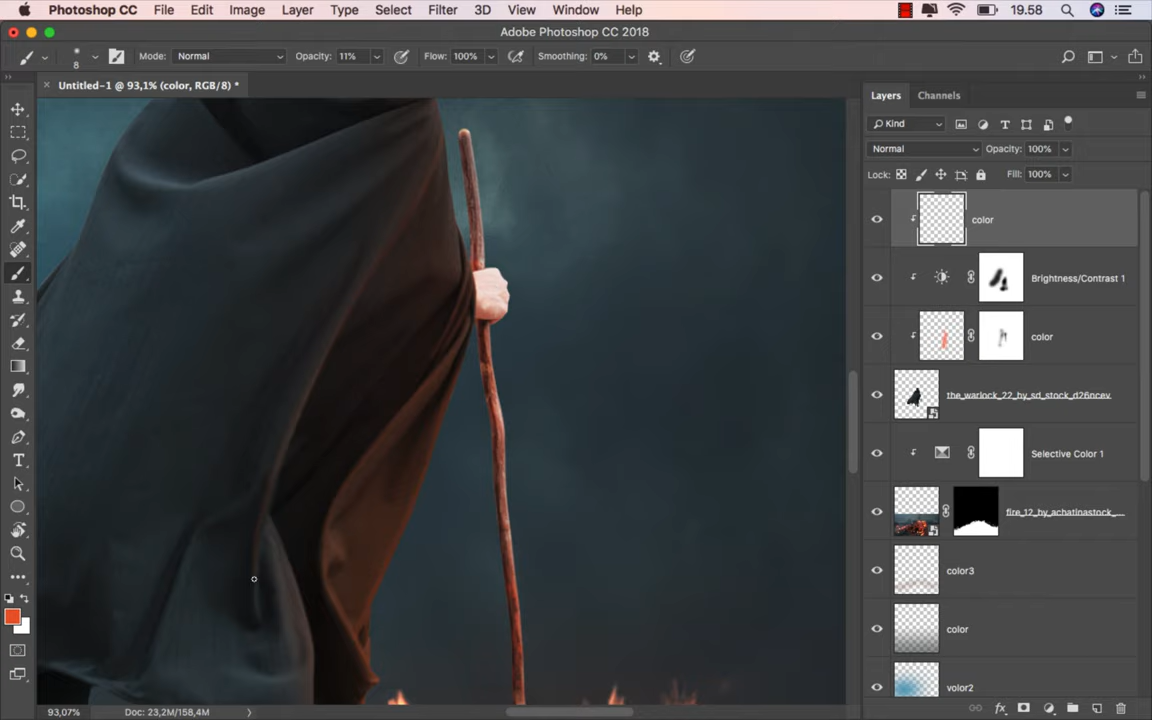 Photoshop CC File Edit Image Layer Type Select Filter 3D View Window Help 19.58
Adobe Photoshop CC 2018
8 Mode: Normal Opacity: 11% Flow: 100% Smoothing: 0%
Untitled-1 @ 93,1% (color, RGB/8) *
Layers Channels
Kind
Normal Opacity: 100%
Lock: Fill: 100%
color
Brightness/Contrast 1
color
the_warlock_22_by_sd_stock_d26ncev
Selective Color 1
fire_12_by_achatinastock_...
color3
color
volor2
93,07% Doc: 23,2M/158,4M